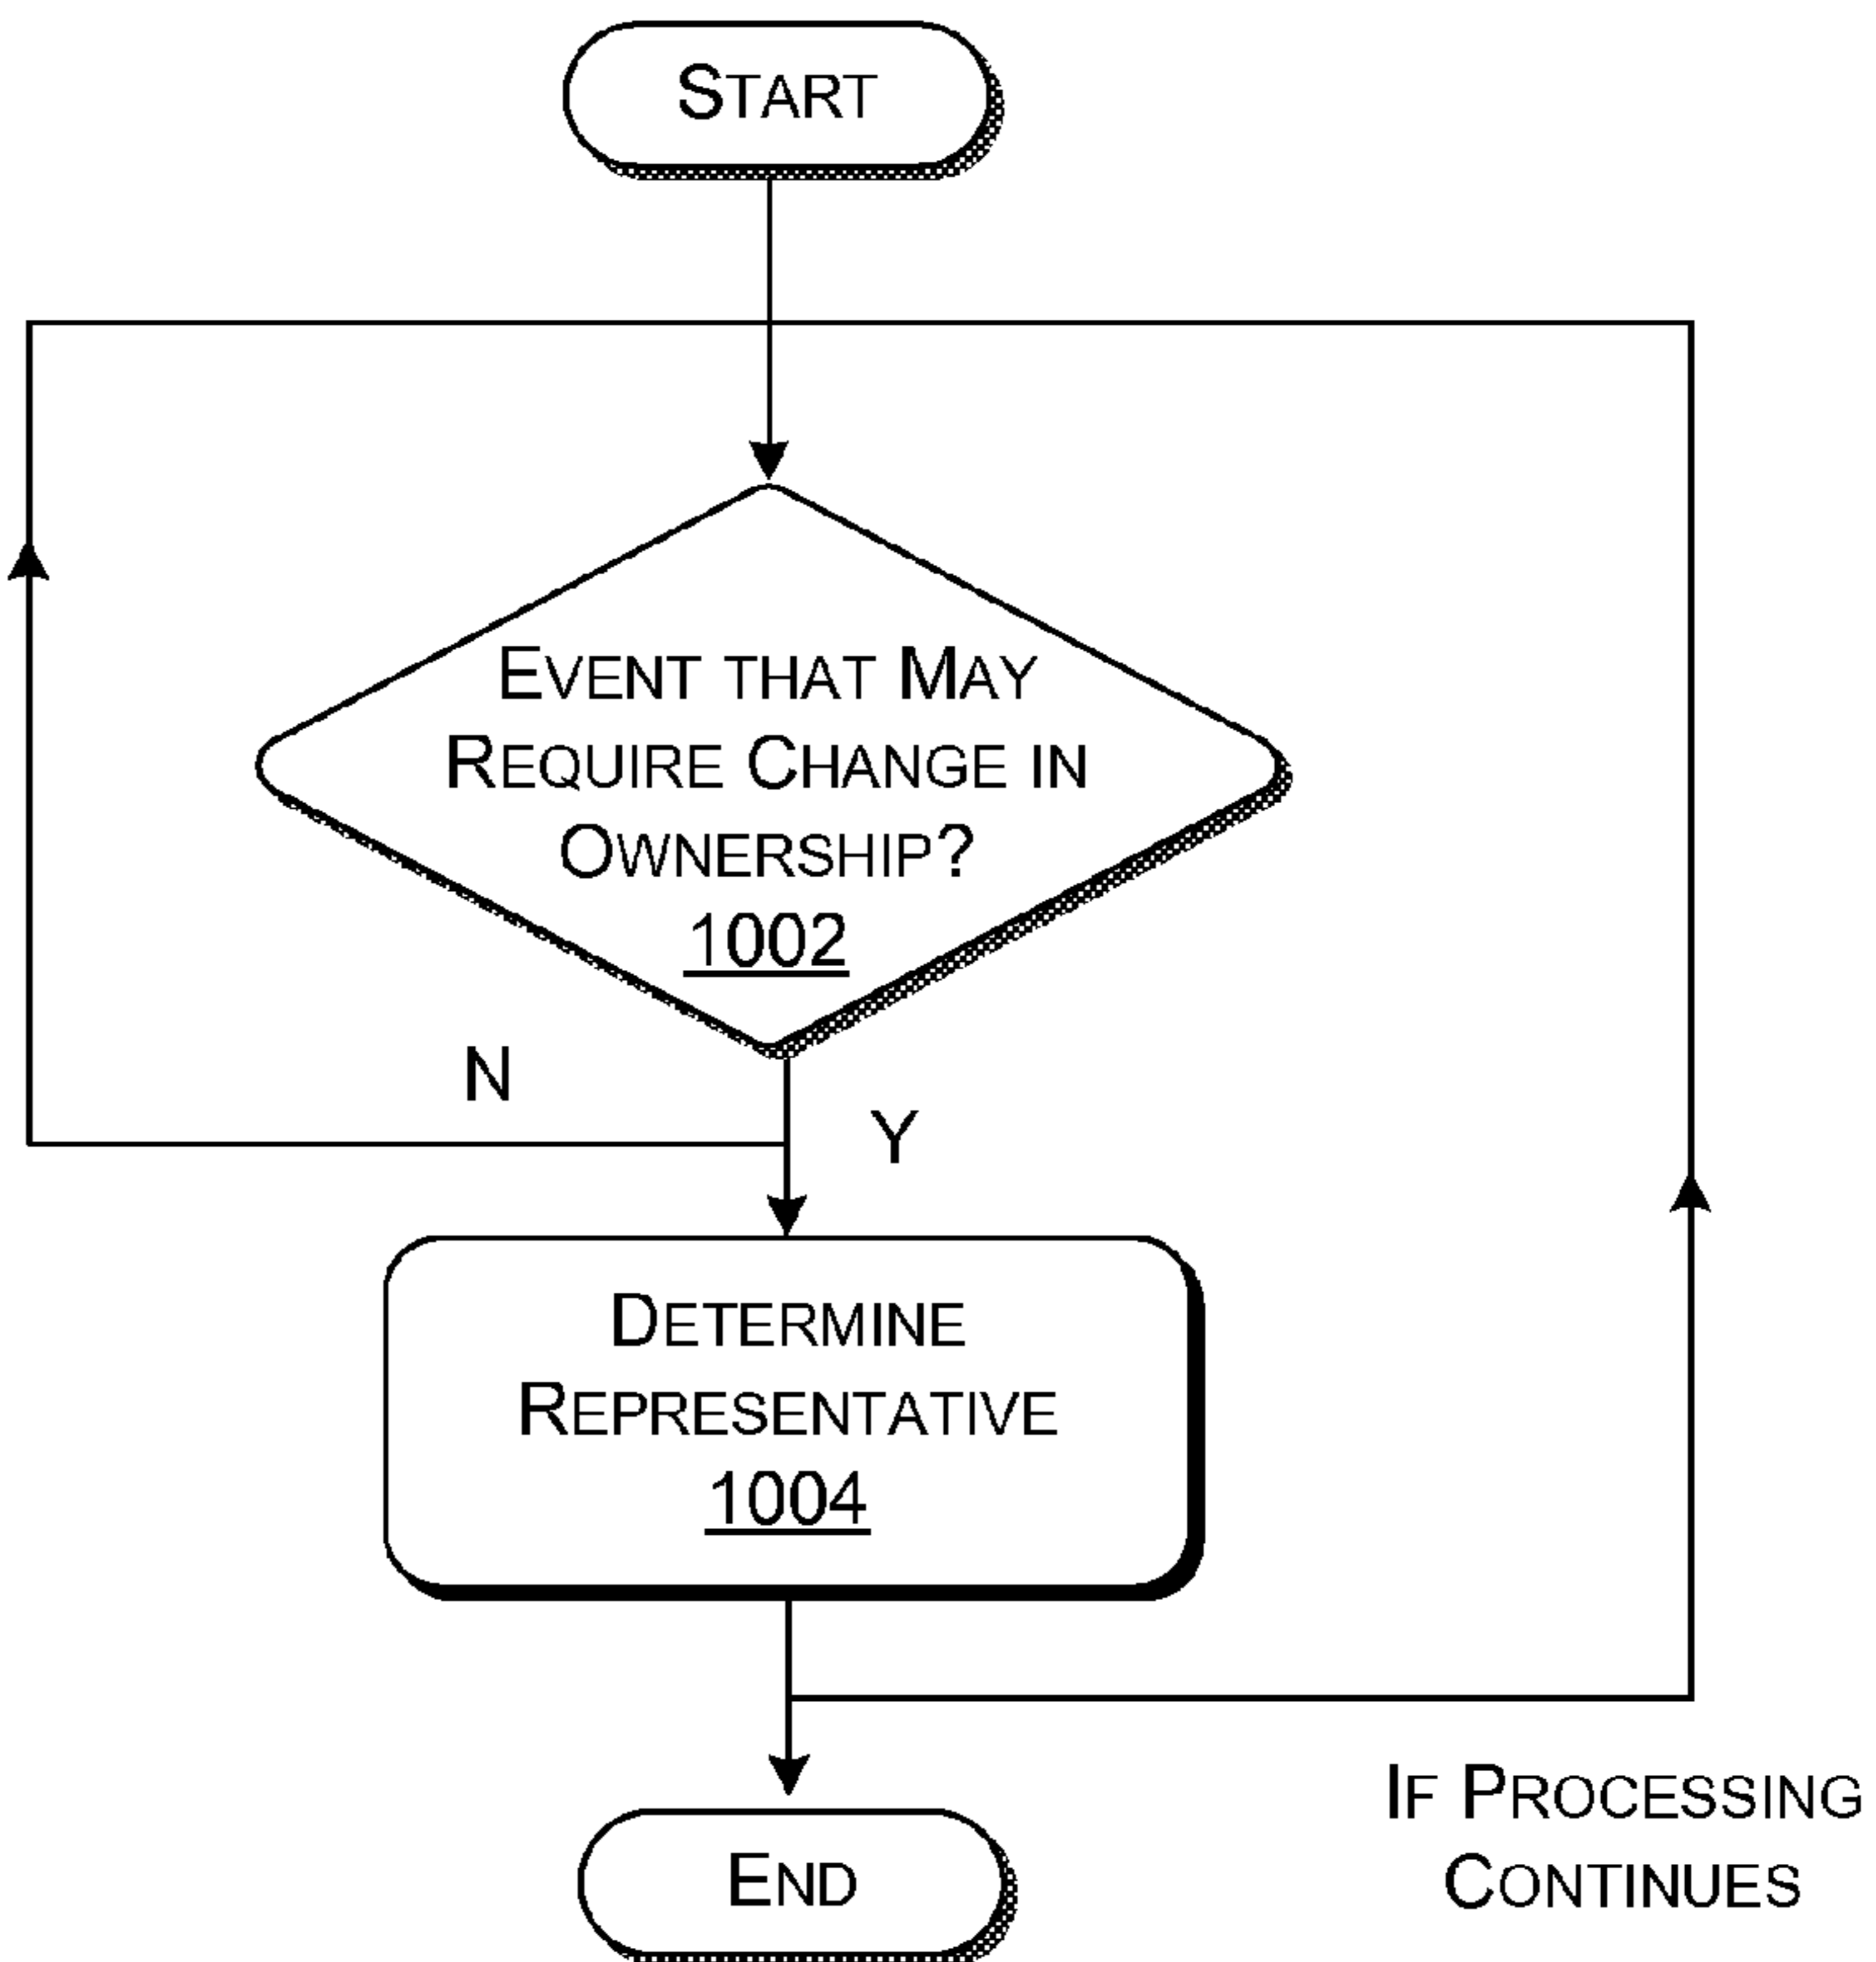 START
EVENT THAT MAY
REQUIRE CHANGE IN
OWNERSHIP?
1002
N
Y
DETERMINE
REPRESENTATIVE
1004
IF PROCESSING
CONTINUES
END